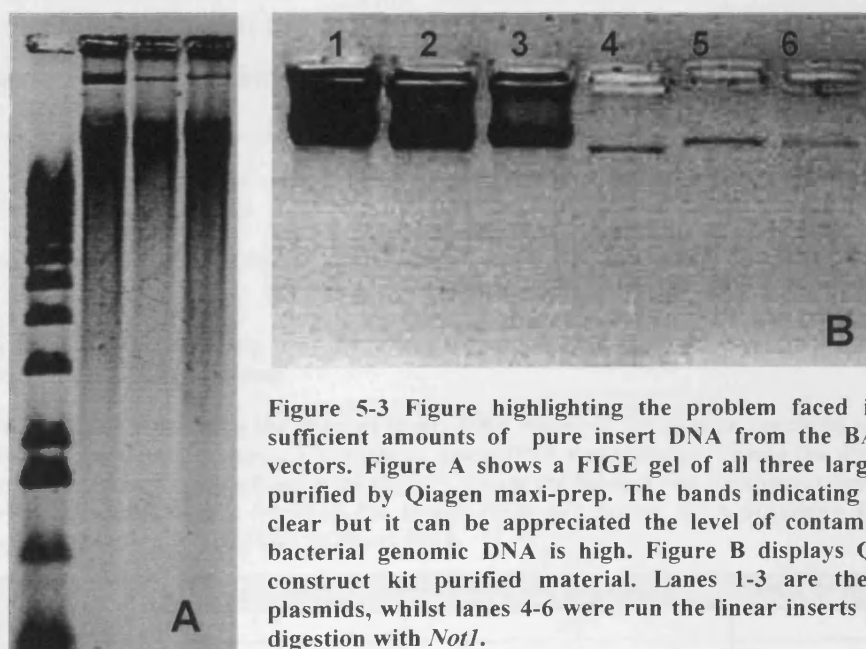 1 2 3 4 5 6
A
B
Figure 5-3 Figure highlighting the problem faced i
sufficient amounts of pure insert DNA from the BA
vectors. Figure A shows a FIGE gel of all three larg
purified by Qiagen maxi-prep. The bands indicating
clear but it can be appreciated the level of contam
bacterial genomic DNA is high. Figure B displays Q
construct kit purified material. Lanes 1-3 are the
plasmids, whilst lanes 4-6 were run the linear inserts
digestion with Not1.